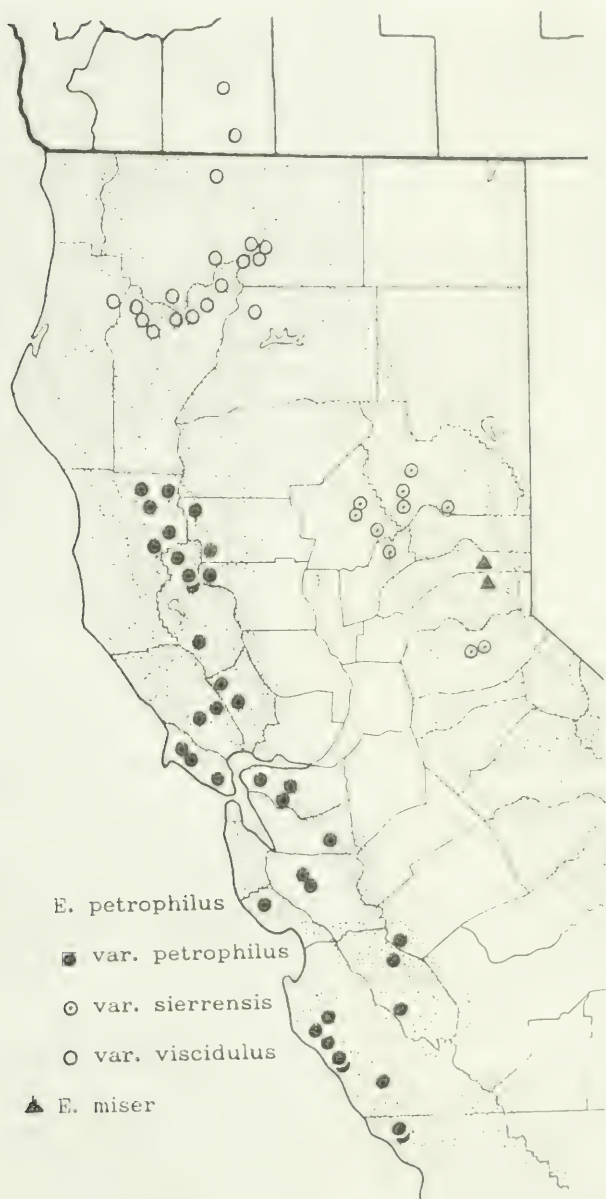 E. petrophilus
var. petrophilus
var. sierrensis
var. viscidulus
E. miser